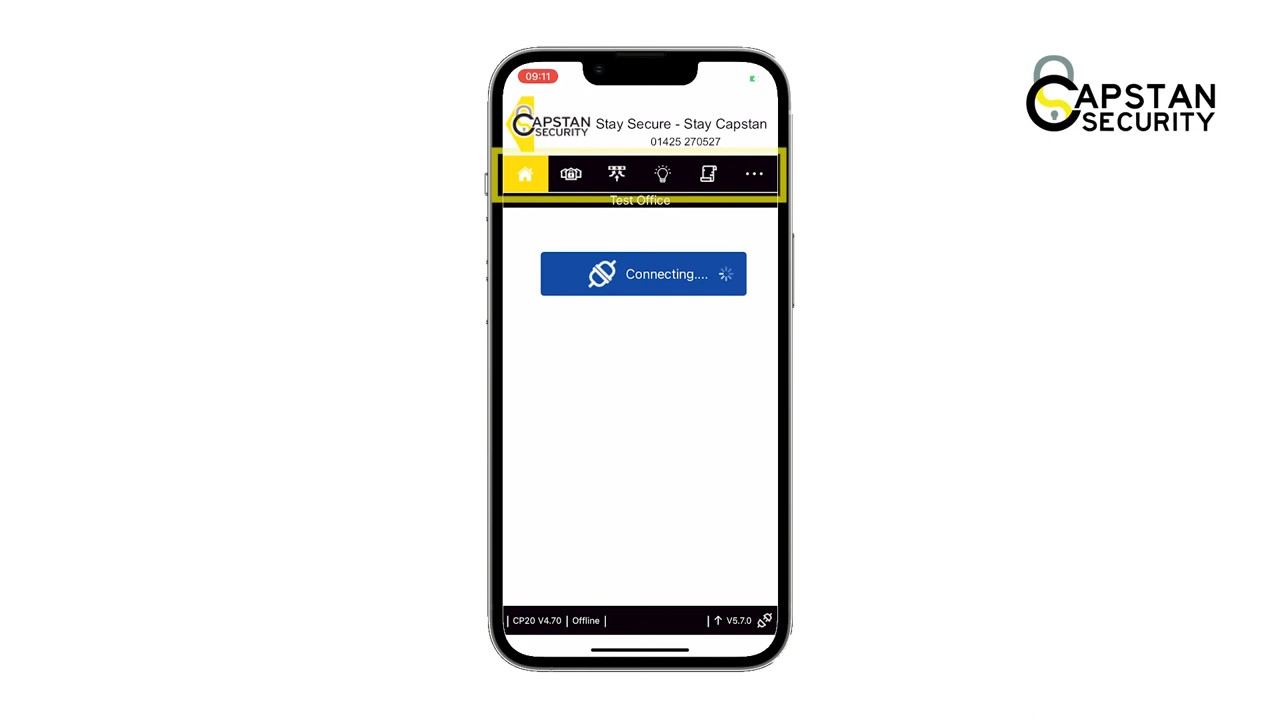 09:11
CAPSTAN
SECURITY
Stay Secure - Stay Capstan
01425 270527
Test Office
Connecting....
| CP20 V4.70 | Offline |
| ↑ V5.7.0
CAPSTAN
SECURITY